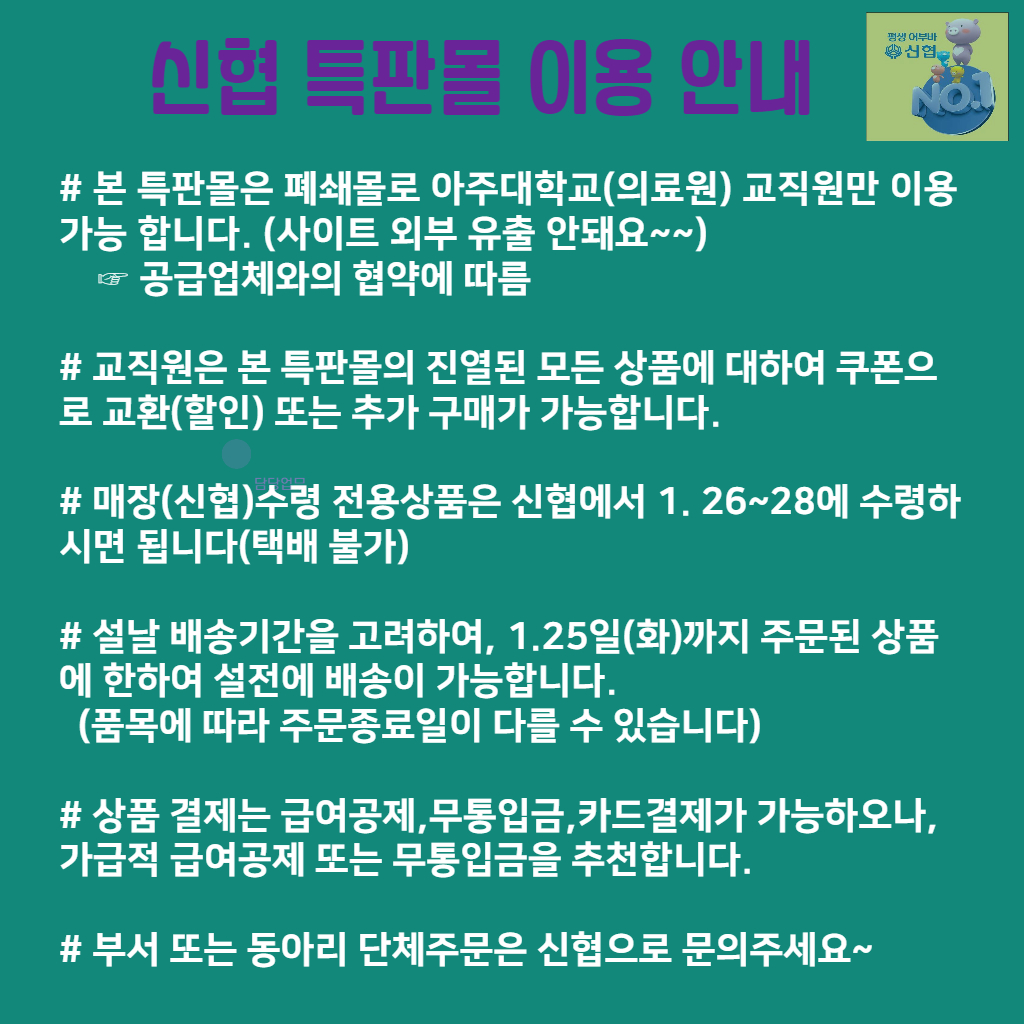 신협 특판몰 이용 안내
평생 어부바
신협
NO.1
# 본 특판몰은 폐쇄몰로 아주대학교(의료원) 교직원만 이용
가능 합니다. (사이트 외부 유출 안돼요~~)
☞ 공급업체와의 협약에 따름
# 교직원은 본 특판몰의 진열된 모든 상품에 대하여 쿠폰으
로 교환(할인) 또는 추가 구매가 가능합니다.
담당업무
# 매장(신협)수령 전용상품은 신협에서 1. 26~28에 수령하
시면 됩니다(택배 불가)
# 설날 배송기간을 고려하여, 1.25일(화)까지 주문된 상품
에 한하여 설전에 배송이 가능합니다.
(품목에 따라 주문종료일이 다를 수 있습니다)
# 상품 결제는 급여공제,무통입금,카드결제가 가능하오나,
가급적 급여공제 또는 무통입금을 추천합니다.
# 부서 또는 동아리 단체주문은 신협으로 문의주세요~